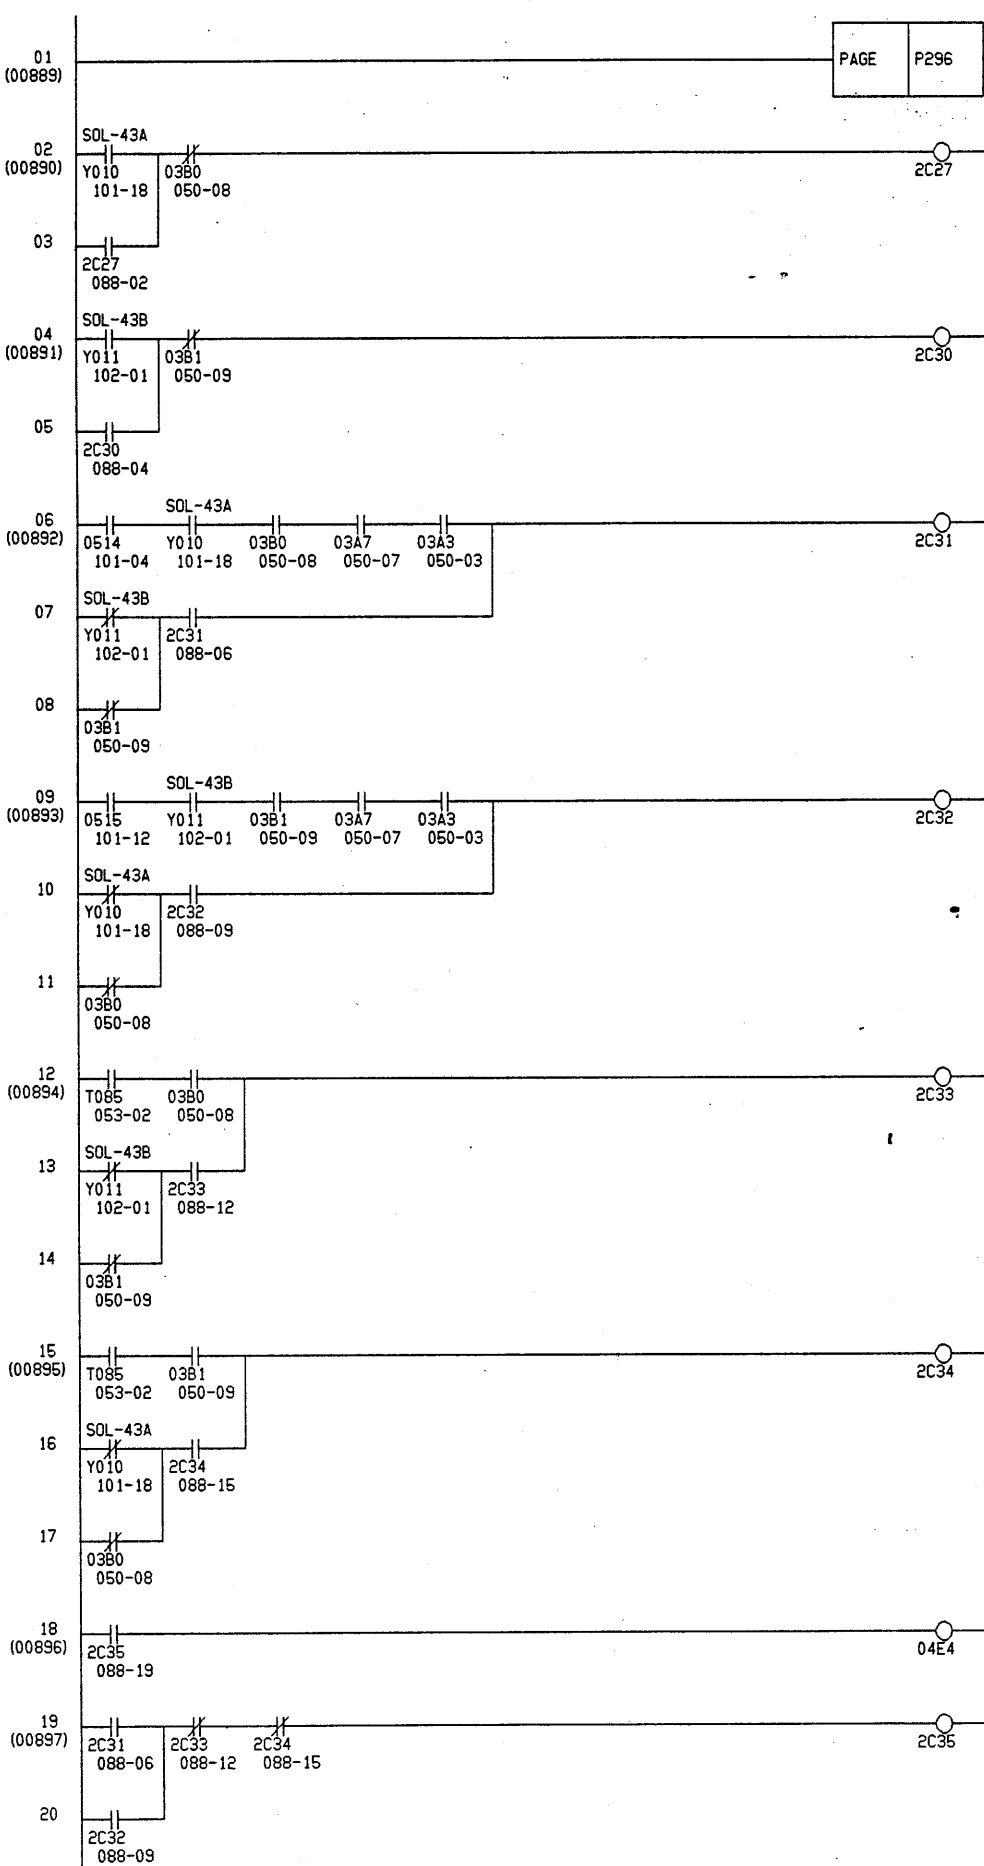 01
(00889)
PAGE P296
SOL-43A
02
(00890)
Y010 03B0 2C27
101-18 050-08
03
2C27
088-02
SOL-43B
04
(00891)
Y011 03B1 2C30
102-01 050-09
05
2C30
088-04
SOL-43A
06
(00892)
0514 Y010 03B0 03A7 03A3 2C31
101-04 101-18 050-08 050-07 050-03
SOL-43B
07
Y011 2C31
102-01 088-06
08
03B1
050-09
SOL-43B
09
(00893)
0515 Y011 03B1 03A7 03A3 2C32
101-12 102-01 050-09 050-07 050-03
SOL-43A
10
Y010 2C32
101-18 088-09
11
03B0
050-08
12
(00894)
T085 03B0 2C33
053-02 050-08
SOL-43B
13
Y011 2C33
102-01 088-12
14
03B1
050-09
15
(00895)
T085 03B1 2C34
053-02 050-09
SOL-43A
16
Y010 2C34
101-18 088-15
17
03B0
050-08
18
(00896)
2C35 04E4
088-19
19
(00897)
2C31 2C33 2C34 2C35
088-06 088-12 088-15
20
2C32
088-09